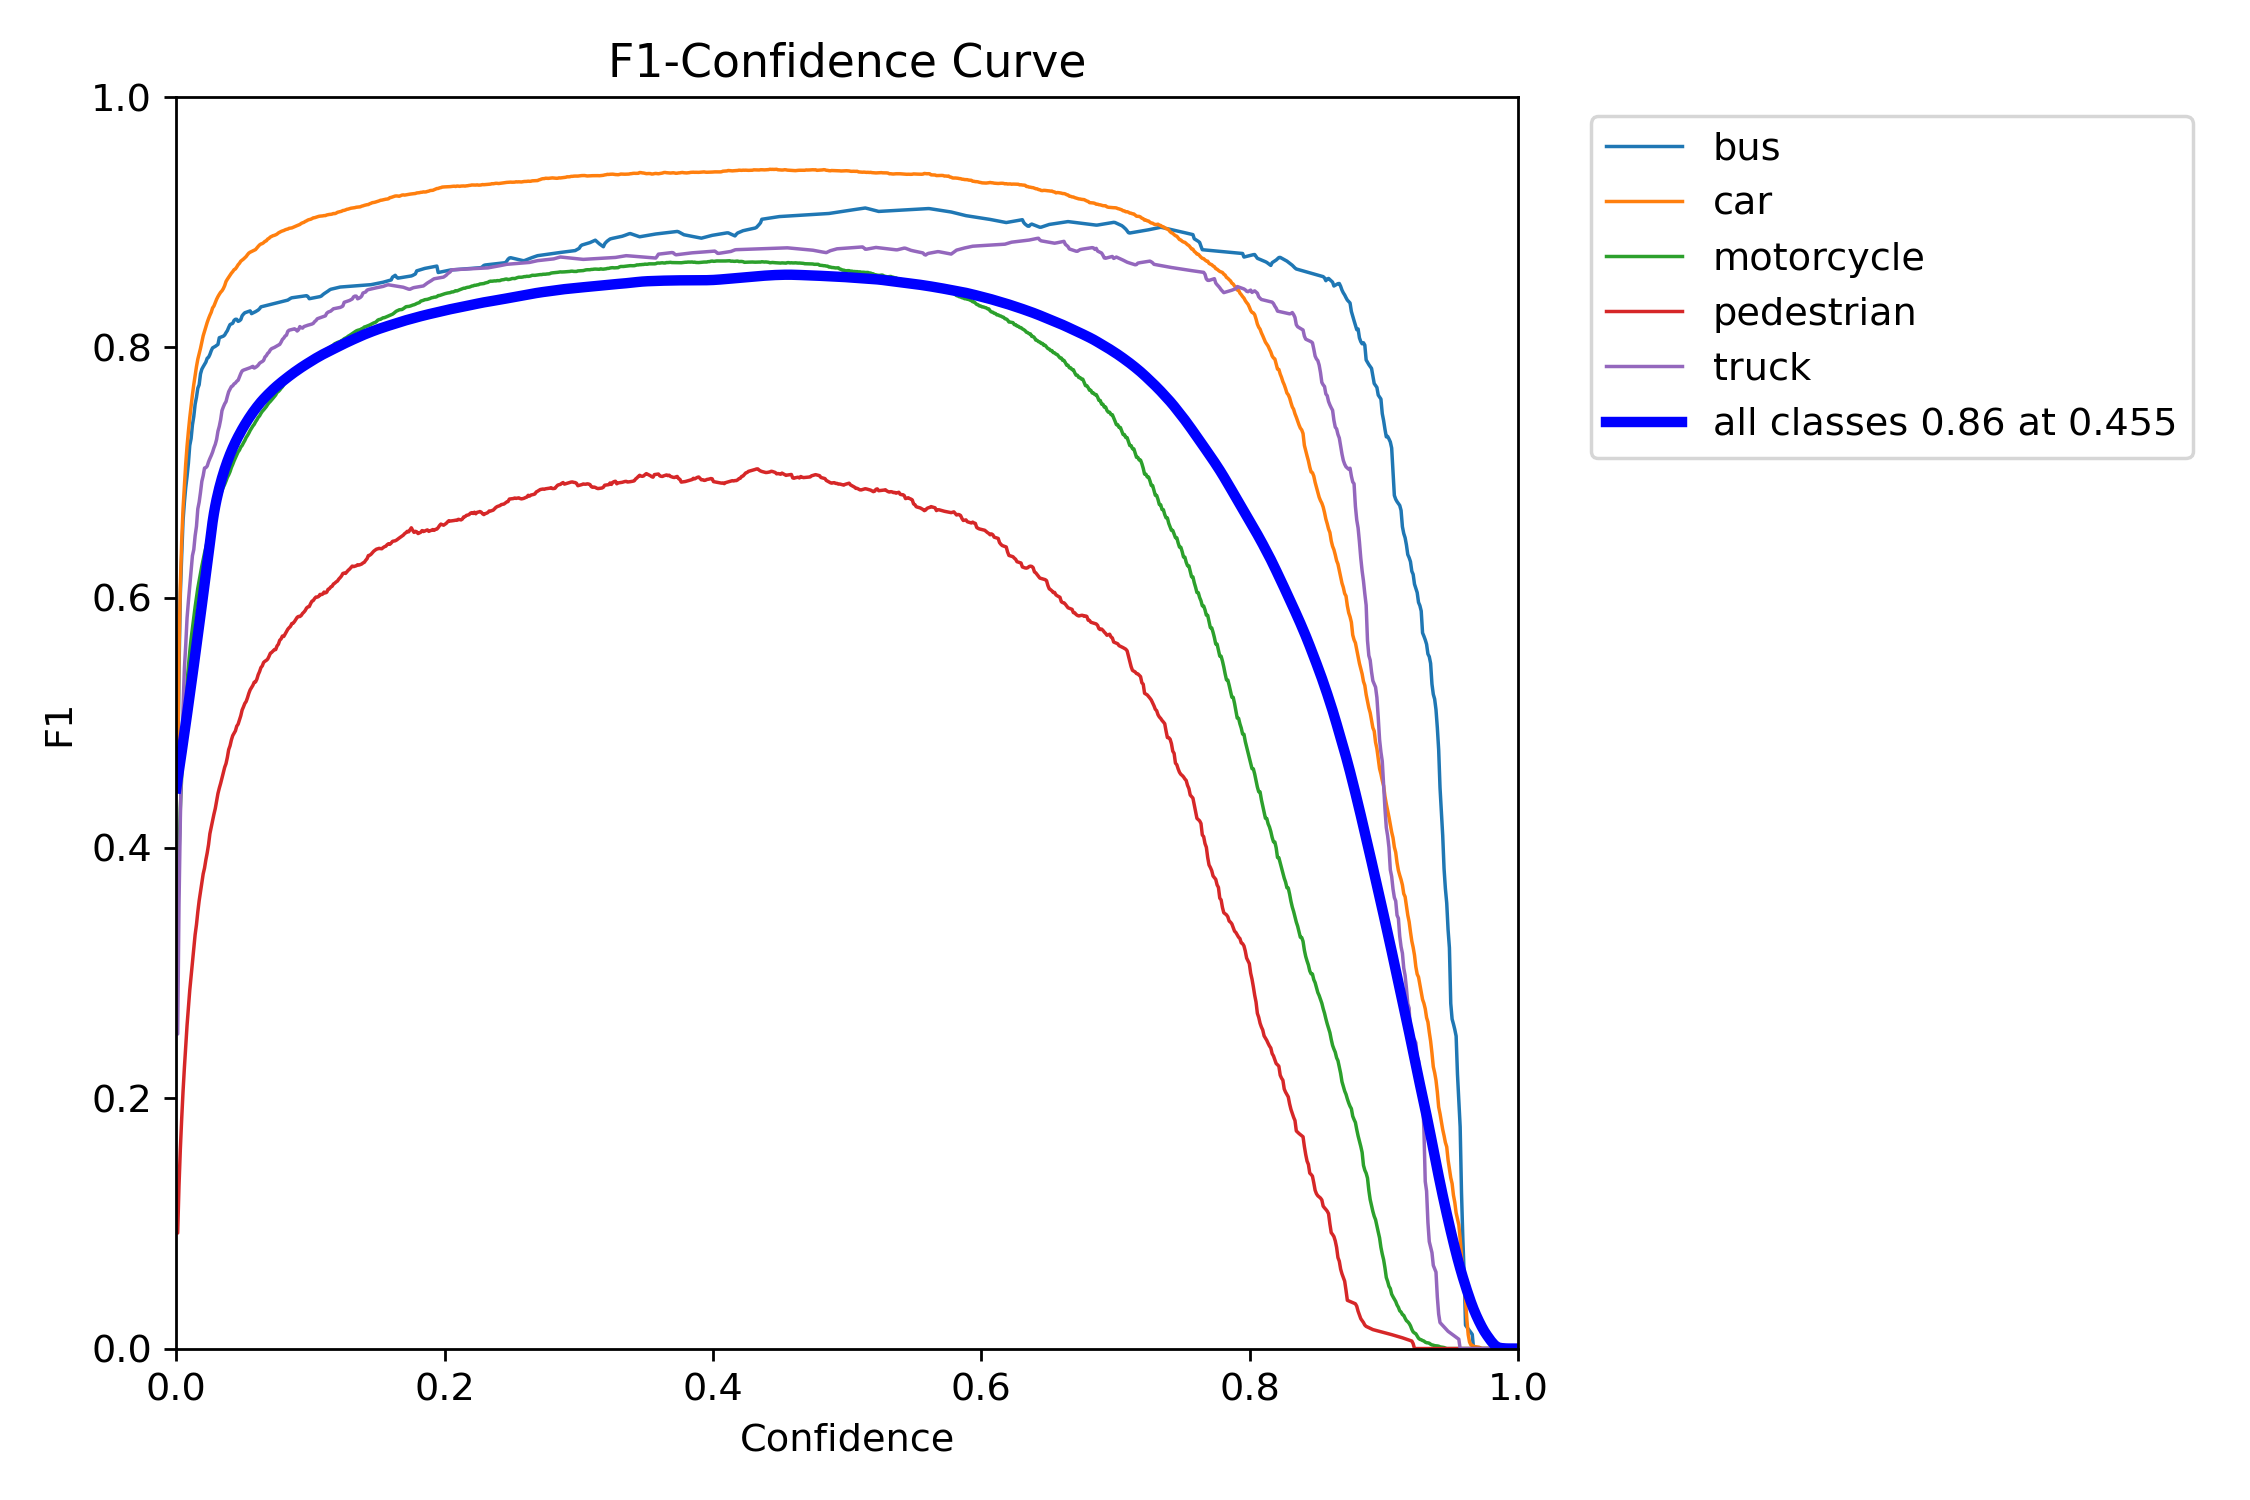 F1-Confidence Curve
1.0
0.8
0.6
0.4
0.2
0.0
F1
0.0 0.2 0.4 0.6 0.8 1.0
Confidence
bus
car
motorcycle
pedestrian
truck
all classes 0.86 at 0.455